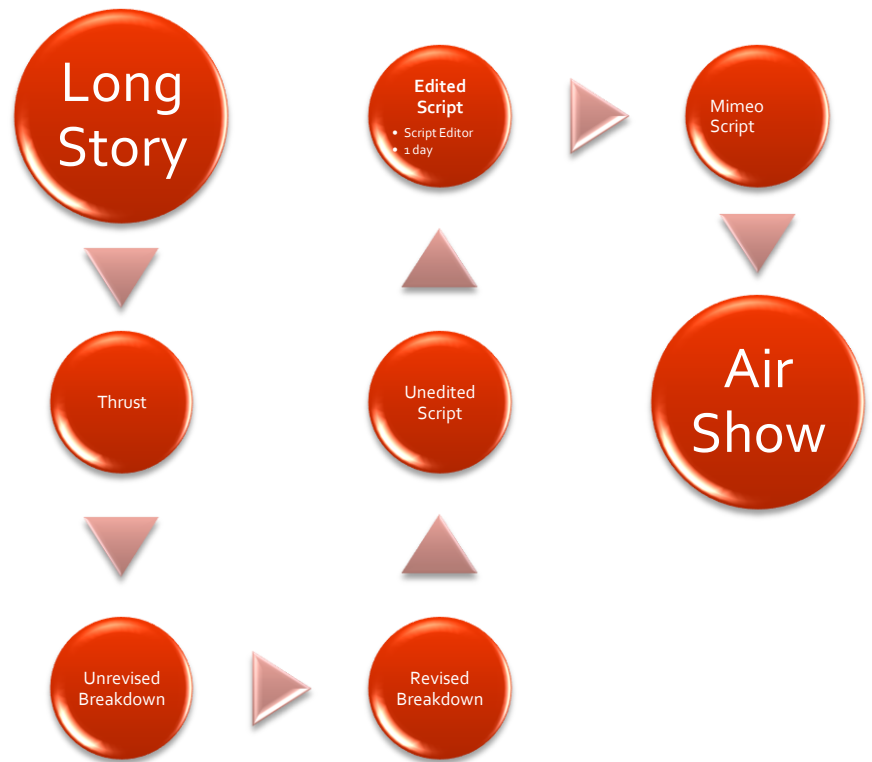 Long
Story
Thrust
Unrevised
Breakdown
Revised
Breakdown
Unedited
Script
Edited
Script
• Script Editor
• 1 day
Mimeo
Script
Air
Show